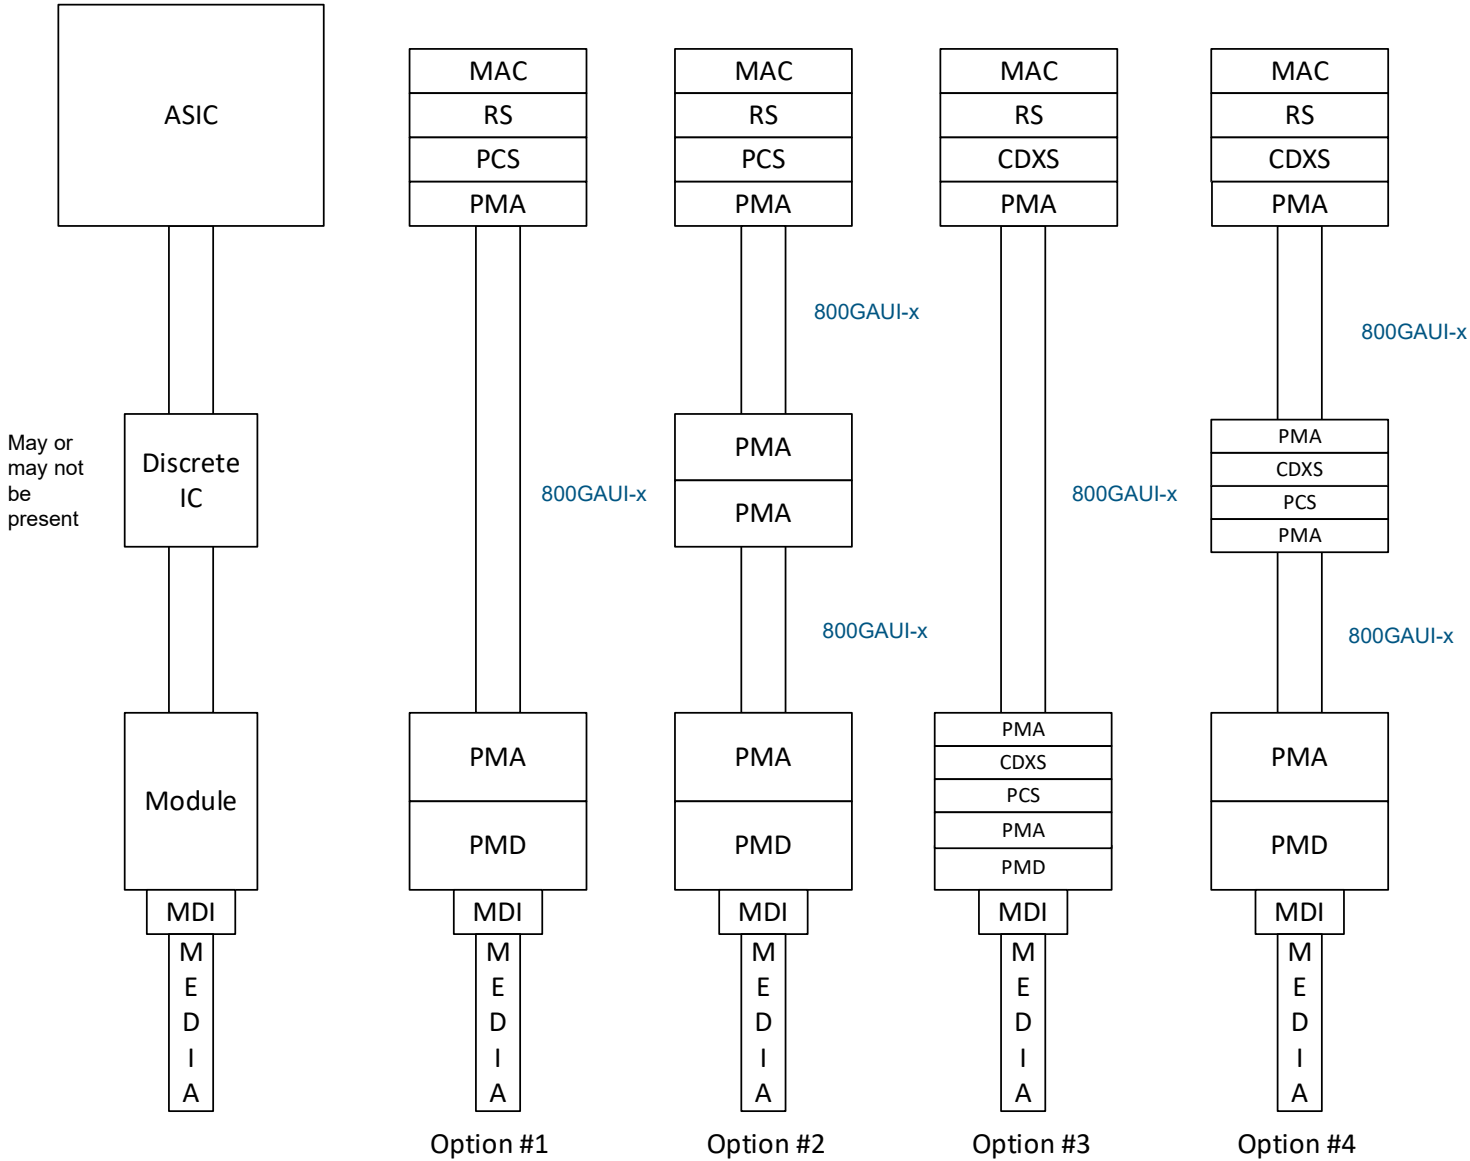 ASIC
May or
may not
be
present
Discrete
IC
Module
MDI
M
E
D
I
A
MAC
RS
PCS
PMA
800GAUI-x
PMA
PMD
MDI
M
E
D
I
A
Option #1
MAC
RS
PCS
PMA
800GAUI-x
PMA
PMA
800GAUI-x
PMA
PMD
MDI
M
E
D
I
A
Option #2
MAC
RS
CDXS
PMA
800GAUI-x
PMA
CDXS
PCS
PMA
PMD
MDI
M
E
D
I
A
Option #3
MAC
RS
CDXS
PMA
800GAUI-x
PMA
CDXS
PCS
PMA
800GAUI-x
PMA
PMD
MDI
M
E
D
I
A
Option #4